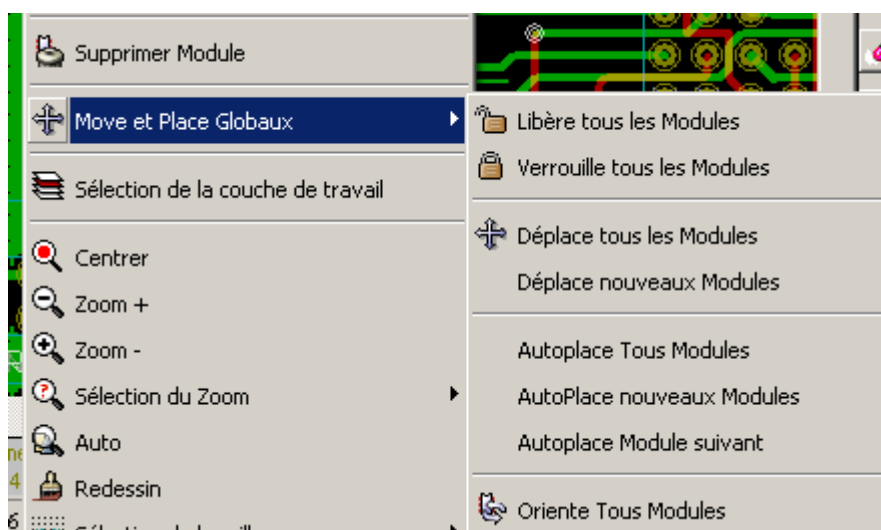 Supprimer Module
Move et Place Globaux
Sélection de la couche de travail
Centrer
Zoom +
Zoom -
Sélection du Zoom
Auto
Redessin
Libère tous les Modules
Verrouille tous les Modules
Déplace tous les Modules
Déplace nouveaux Modules
Autoplace Tous Modules
AutoPlace nouveaux Modules
Autoplace Module suivant
Oriente Tous Modules